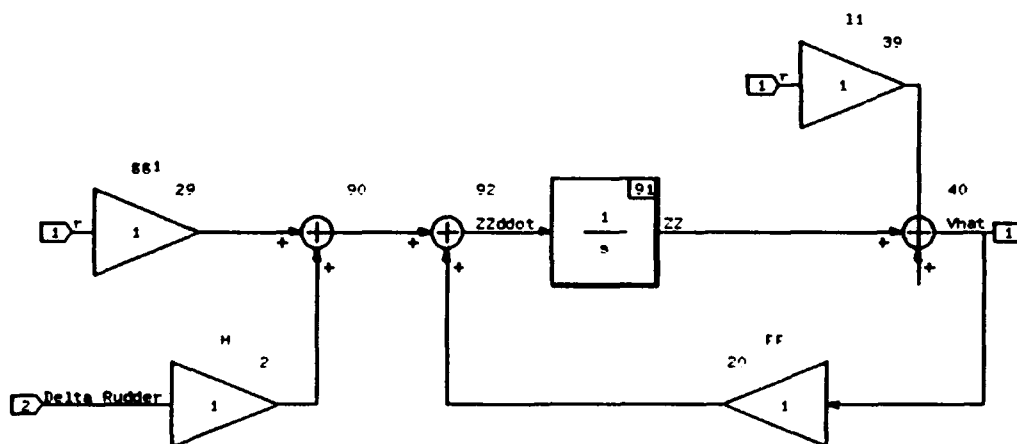 l1
39
1 r 1
gg1
29 90 92 91 40
1 r 1 + + + + ZZddot 1 ZZ + + Vhat 1
s
+ + +
H
2
FF
20
2 Delta Rudder 1
1